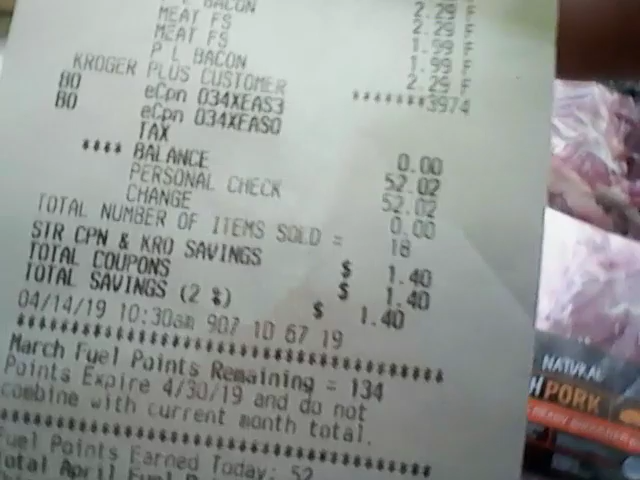 BACON 2.29 F
MEAT FS 2.29 F
MEAT FS 1.99 F
P L BACON 1.99 F
2.29 F
KROGER PLUS CUSTOMER *******3974
BO eCpn 034XEAS3
BO eCpn 034XEAS0
TAX 0.00
**** BALANCE 52.02
PERSONAL CHECK 52.02
CHANGE 0.00
TOTAL NUMBER OF ITEMS SOLD = 18
STR CPN & KRO SAVINGS $ 1.40
TOTAL COUPONS $ 1.40
TOTAL SAVINGS (2 %) $ 1.40
04/14/19 10:30am 907 10 67 19
March Fuel Points Remaining = 134
Points Expire 4/30/19 and do not
combine with current month total.
Fuel Points Earned Today: 52
Total April Fuel
NATURAL
PORK